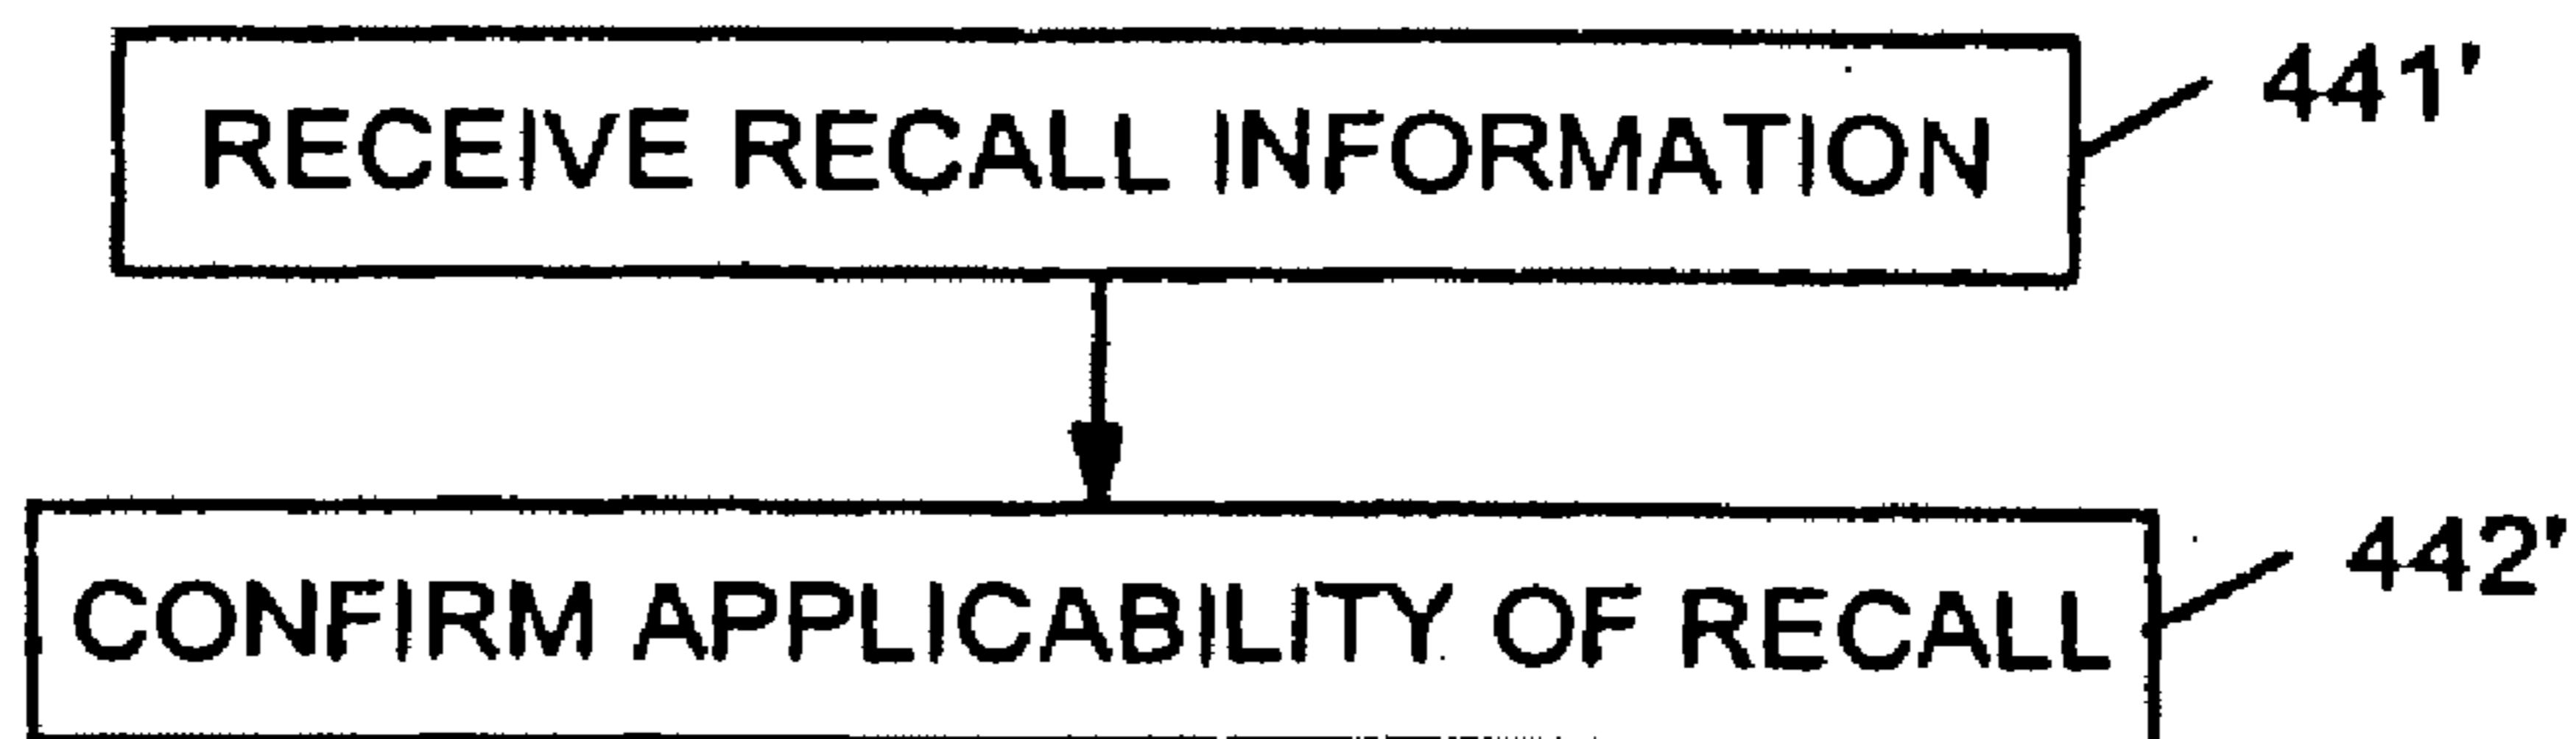 RECEIVE RECALL INFORMATION
441'
CONFIRM APPLICABILITY OF RECALL
442'